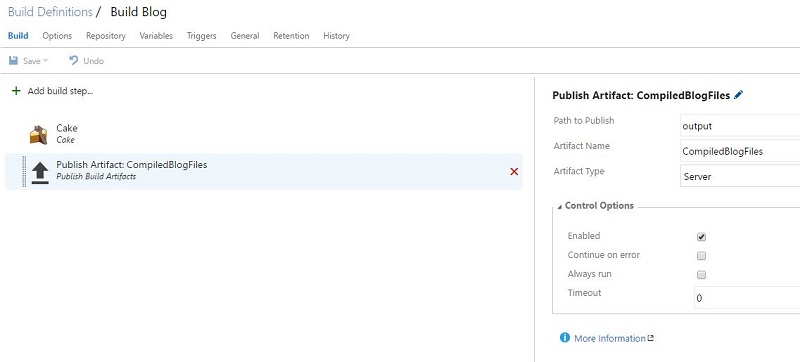 Build Definitions / Build Blog
Build Options Repository Variables Triggers General Retention History
Save Undo
Add build step...
Cake
Cake
Publish Artifact: CompiledBlogFiles
Publish Build Artifacts
Publish Artifact: CompiledBlogFiles
Path to Publish output
Artifact Name CompiledBlogFiles
Artifact Type Server
Control Options
Enabled
Continue on error
Always run
Timeout 0
More Information